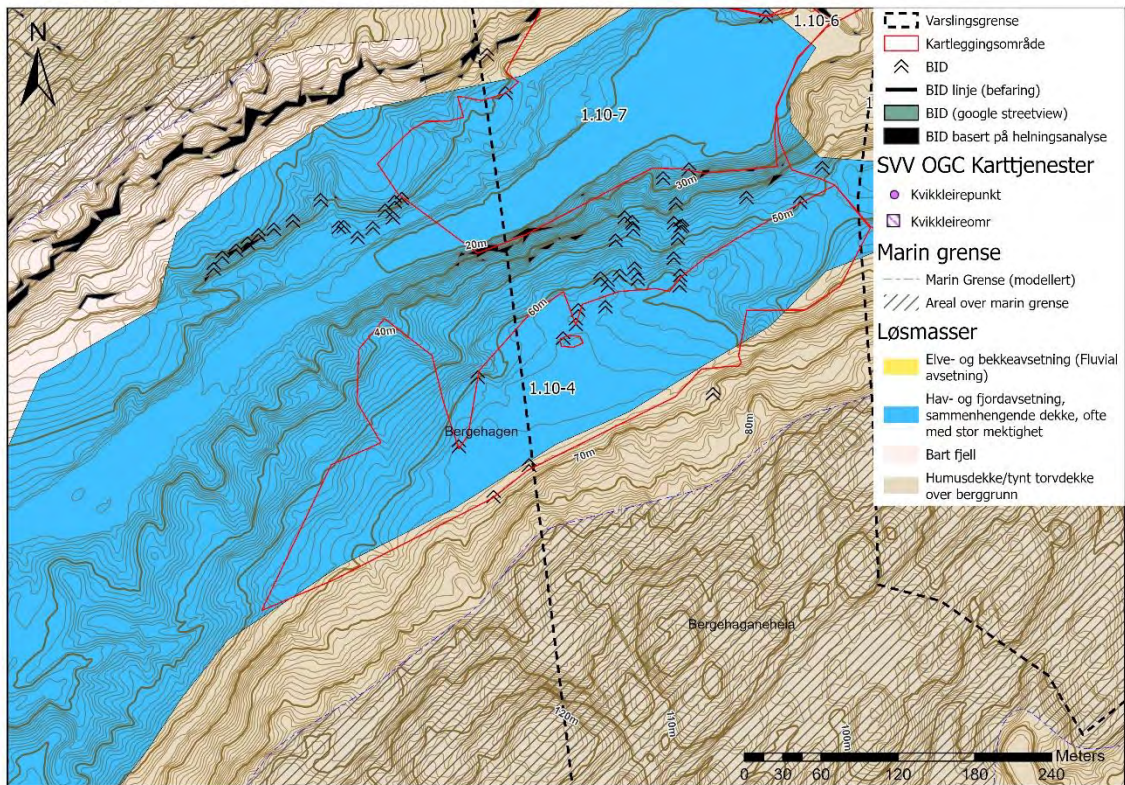 N
1.10-6
1.10-7
1
30m
50m
20m
60m
40m
1.10-4
Bergehagen
80m
70m
Bergehaganeheia
120m
110m
100m
Meters
0 30 60 120 180 240
Varslingsgrense
Kartleggingsområde
BID
BID linje (befaring)
BID (google streetview)
BID basert på helningsanalyse
SVV OGC Karttjenester
Kvikkleirepunkt
Kvikkleireomr
Marin grense
Marin Grense (modellert)
Areal over marin grense
Løsmasser
Elve- og bekkeavsetning (Fluvial
avsetning)
Hav- og fjordavsetning,
sammenhengende dekke, ofte
med stor mektighet
Bart fjell
Humusdekke/tynt torvdekke
over berggrunn